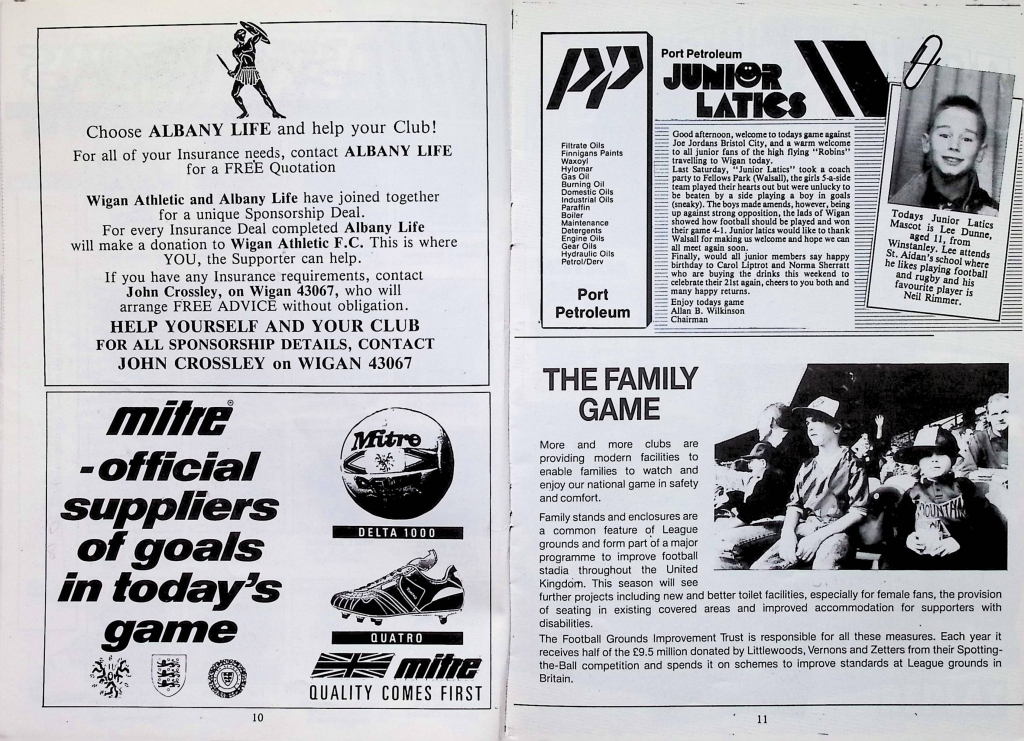 Choose ALBANY LIFE and help your Club!
For all of your Insurance needs, contact ALBANY LIFE
for a FREE Quotation
Wigan Athletic and Albany Life have joined together
for a unique Sponsorship Deal.
For every Insurance Deal completed Albany Life
will make a donation to Wigan Athletic F.C. This is where
YOU, the Supporter can help.
If you have any Insurance requirements, contact
John Crossley, on Wigan 43067, who will
arrange FREE ADVICE without obligation.
HELP YOURSELF AND YOUR CLUB
FOR ALL SPONSORSHIP DETAILS, CONTACT
JOHN CROSSLEY on WIGAN 43067
mitre®
-official
suppliers
of goals
in today's
game
Mitre
DELTA 1000
QUATRO
mitre
QUALITY COMES FIRST
10
PP
Filtrate Oils
Finnigans Paints
Waxoyl
Hylomar
Gas Oil
Burning Oil
Domestic Oils
Industrial Oils
Paraffin
Boiler
Maintenance
Detergents
Engine Oils
Gear Oils
Hydraulic Oils
Petrol/Derv
Port
Petroleum
Port Petroleum
JUNIOR
LATICS
Good afternoon, welcome to todays game against
Joe Jordans Bristol City, and a warm welcome
to all junior fans of the high flying "Robins"
travelling to Wigan today.
Last Saturday, "Junior Latics" took a coach
party to Fellows Park (Walsall), the girls 5-a-side
team played their hearts out but were unlucky to
be beaten by a side playing a boy in goals
(sneaky). The boys made amends, however, being
up against strong opposition, the lads of Wigan
showed how football should be played and won
their game 4-1. Junior latics would like to thank
Walsall for making us welcome and hope we can
all meet again soon.
Finally, would all junior members say happy
birthday to Carol Liptrot and Norma Sherratt
who are buying the drinks this weekend to
celebrate their 21st again, cheers to you both and
many happy returns.
Enjoy todays game
Allan B. Wilkinson
Chairman
Todays Junior Latics
Mascot is Lee Dunne,
aged 11, from
Winstanley. Lee attends
St. Aidan's school where
he likes playing football
and rugby and his
favourite player is
Neil Rimmer.
THE FAMILY
GAME
More and more clubs are
providing modern facilities to
enable families to watch and
enjoy our national game in safety
and comfort.
Family stands and enclosures are
a common feature of League
grounds and form part of a major
programme to improve football
stadia throughout the United
Kingdom. This season will see
further projects including new and better toilet facilities, especially for female fans, the provision
of seating in existing covered areas and improved accommodation for supporters with
disabilities.
The Football Grounds Improvement Trust is responsible for all these measures. Each year it
receives half of the £9.5 million donated by Littlewoods, Vernons and Zetters from their Spotting-
the-Ball competition and spends it on schemes to improve standards at League grounds in
Britain.
11